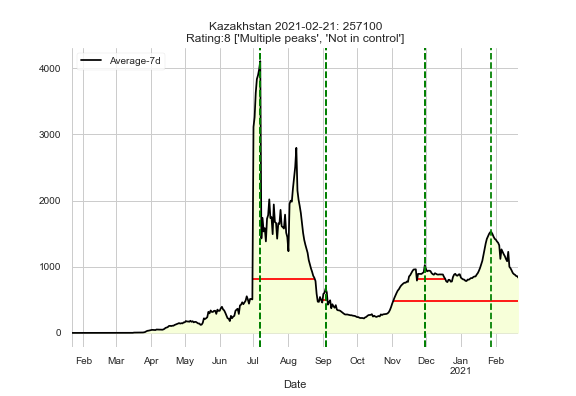 Kazakhstan 2021-02-21: 257100
Rating:8 ['Multiple peaks', 'Not in control']
Average-7d
4000
3000
2000
1000
0
Feb Mar Apr May Jun Jul Aug Sep Oct Nov Dec Jan Feb
2021
Date